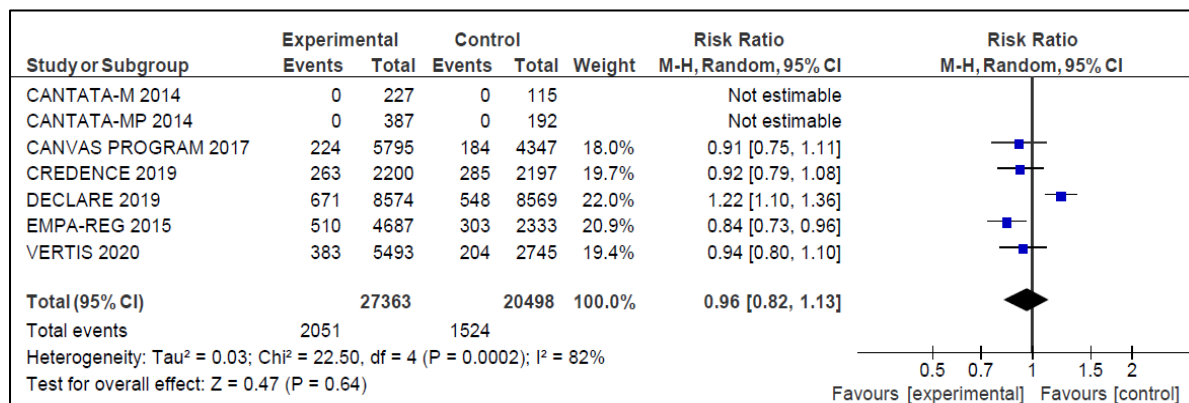 Experimental Control Risk Ratio Risk Ratio
Study or Subgroup Events Total Events Total Weight M-H, Random, 95% CI M-H, Random, 95% CI
CANTATA-M 2014 0 227 0 115 Not estimable
CANTATA-MP 2014 0 387 0 192 Not estimable
CANVAS PROGRAM 2017 224 5795 184 4347 18.0% 0.91 [0.75, 1.11]
CREDENCE 2019 263 2200 285 2197 19.7% 0.92 [0.79, 1.08]
DECLARE 2019 671 8574 548 8569 22.0% 1.22 [1.10, 1.36]
EMPA-REG 2015 510 4687 303 2333 20.9% 0.84 [0.73, 0.96]
VERTIS 2020 383 5493 204 2745 19.4% 0.94 [0.80, 1.10]
Total (95% CI) 27363 20498 100.0% 0.96 [0.82, 1.13]
Total events 2051 1524
Heterogeneity: Tau² = 0.03; Chi² = 22.50, df = 4 (P = 0.0002); I² = 82%
Test for overall effect: Z = 0.47 (P = 0.64)
0.5 0.7 1 1.5 2
Favours [experimental] Favours [control]